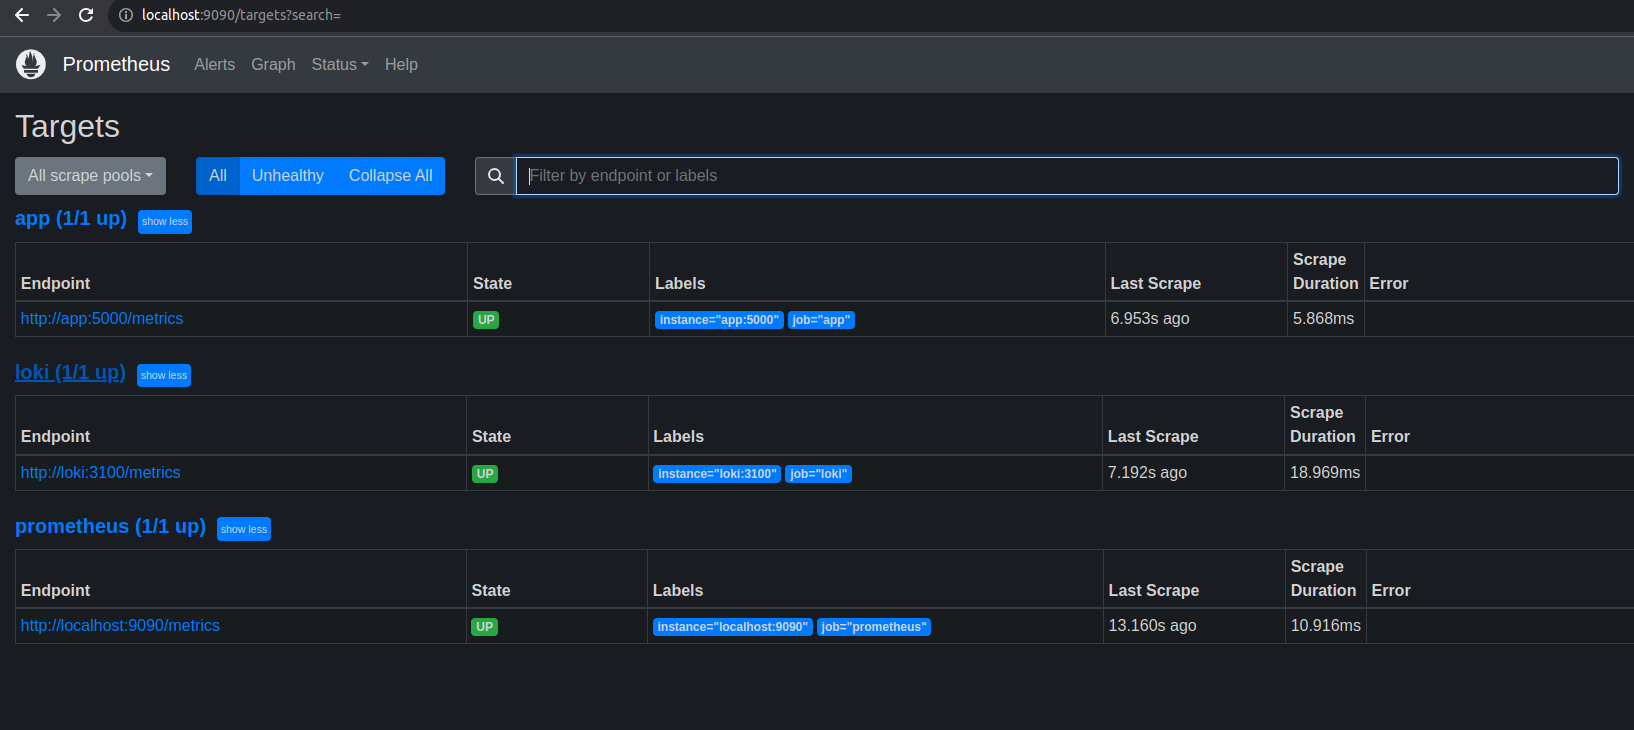 localhost:9090/targets?search=
Prometheus Alerts Graph Status Help
Targets
All scrape pools All Unhealthy Collapse All Filter by endpoint or labels
app (1/1 up) show less
Endpoint State Labels Last Scrape Scrape Duration Error
http://app:5000/metrics UP instance="app:5000" job="app" 6.953s ago 5.868ms
loki (1/1 up) show less
Endpoint State Labels Last Scrape Scrape Duration Error
http://loki:3100/metrics UP instance="loki:3100" job="loki" 7.192s ago 18.969ms
prometheus (1/1 up) show less
Endpoint State Labels Last Scrape Scrape Duration Error
http://localhost:9090/metrics UP instance="localhost:9090" job="prometheus" 13.160s ago 10.916ms